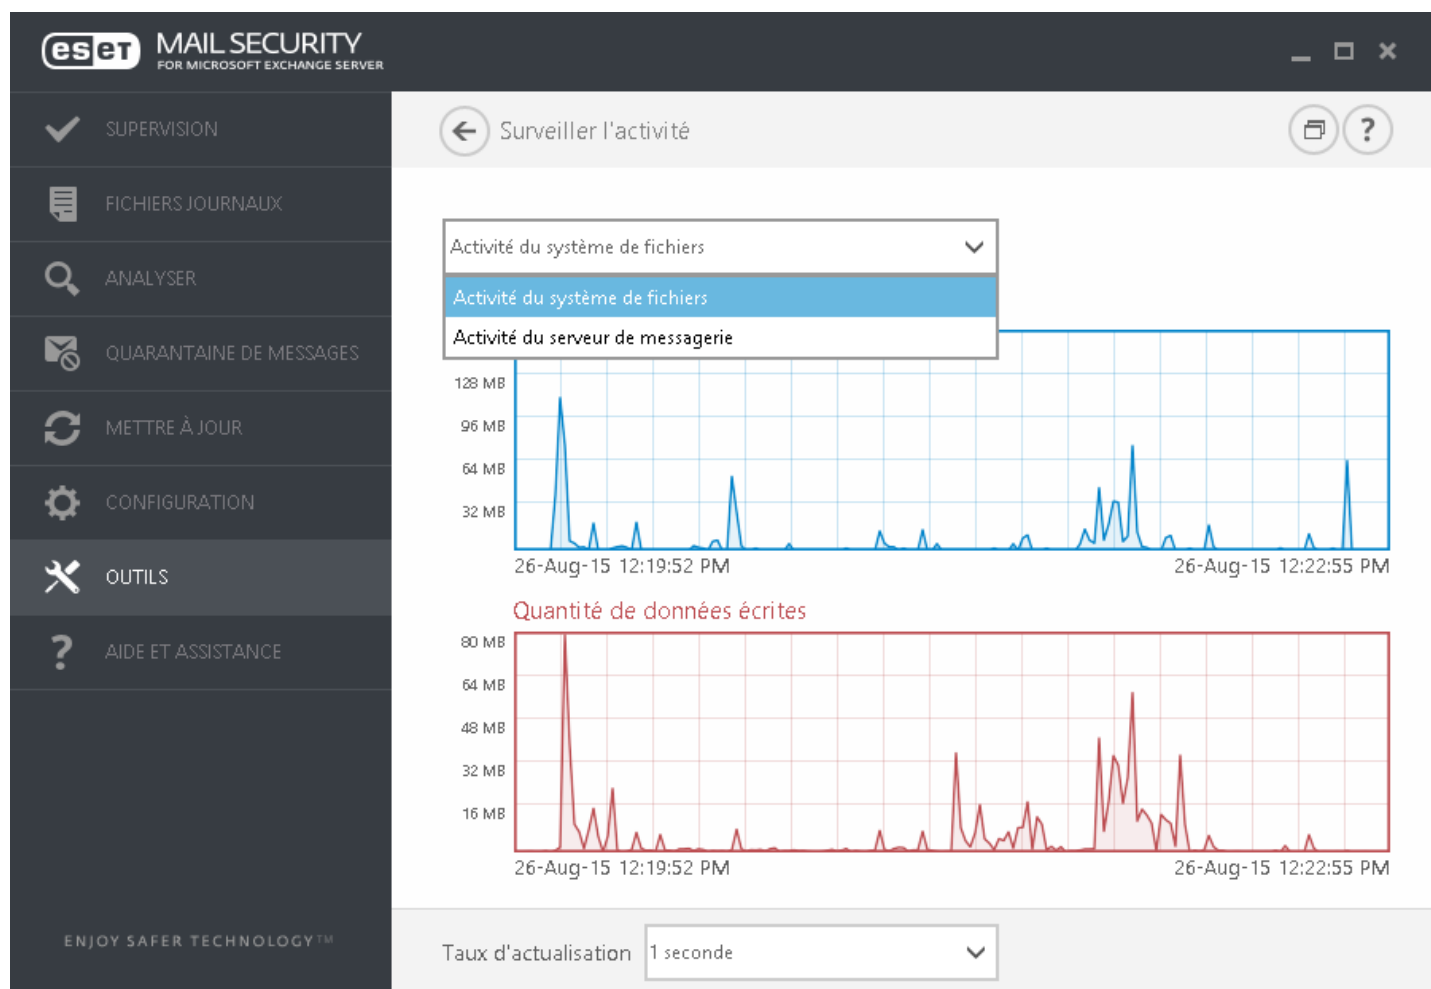 eset MAIL SECURITY
FOR MICROSOFT EXCHANGE SERVER
SUPERVISION
FICHIERS JOURNAUX
ANALYSER
QUARANTAINE DE MESSAGES
METTRE À JOUR
CONFIGURATION
OUTILS
? AIDE ET ASSISTANCE
ENJOY SAFER TECHNOLOGY™
Surveiller l'activité
?
Activité du système de fichiers
Activité du système de fichiers
Activité du serveur de messagerie
128 MB
96 MB
64 MB
32 MB
26-Aug-15 12:19:52 PM 26-Aug-15 12:22:55 PM
Quantité de données écrites
80 MB
64 MB
48 MB
32 MB
16 MB
26-Aug-15 12:19:52 PM 26-Aug-15 12:22:55 PM
Taux d'actualisation 1 seconde